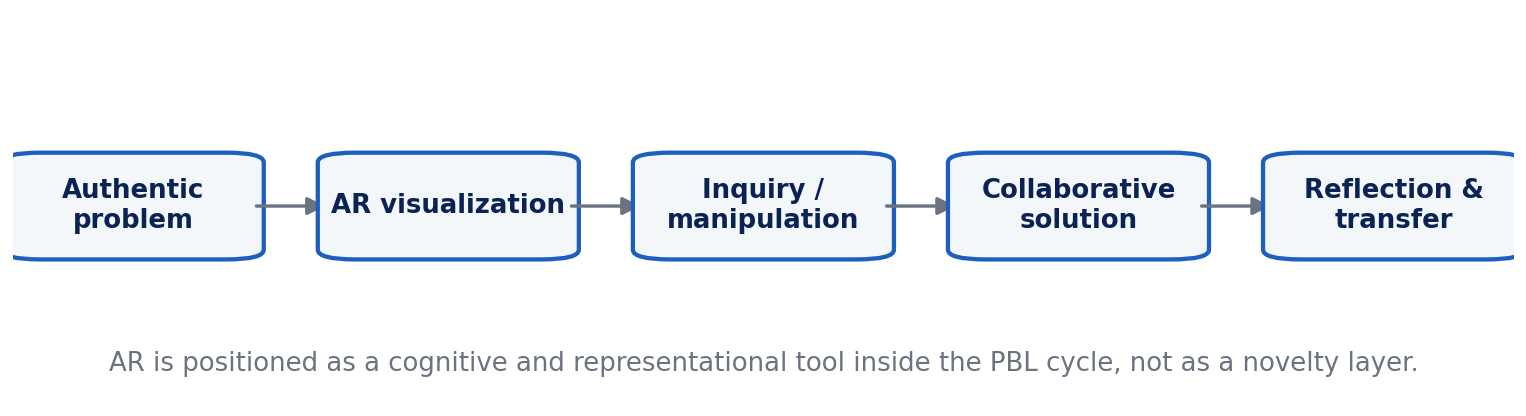 Authentic
problem
AR visualization
Inquiry /
manipulation
Collaborative
solution
Reflection &
transfer
AR is positioned as a cognitive and representational tool inside the PBL cycle, not as a novelty layer.